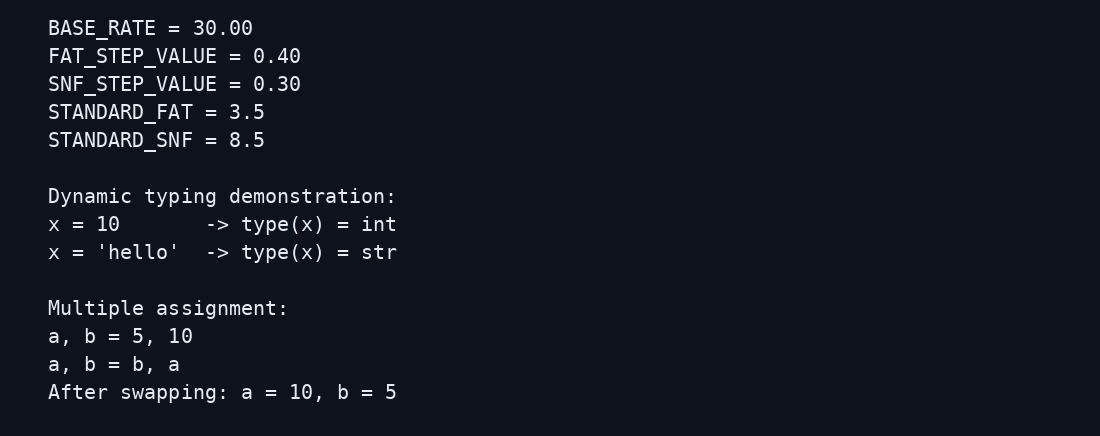 BASE_RATE = 30.00
FAT_STEP_VALUE = 0.40
SNF_STEP_VALUE = 0.30
STANDARD_FAT = 3.5
STANDARD_SNF = 8.5

Dynamic typing demonstration:
x = 10       -> type(x) = int
x = 'hello'  -> type(x) = str

Multiple assignment:
a, b = 5, 10
a, b = b, a
After swapping: a = 10, b = 5